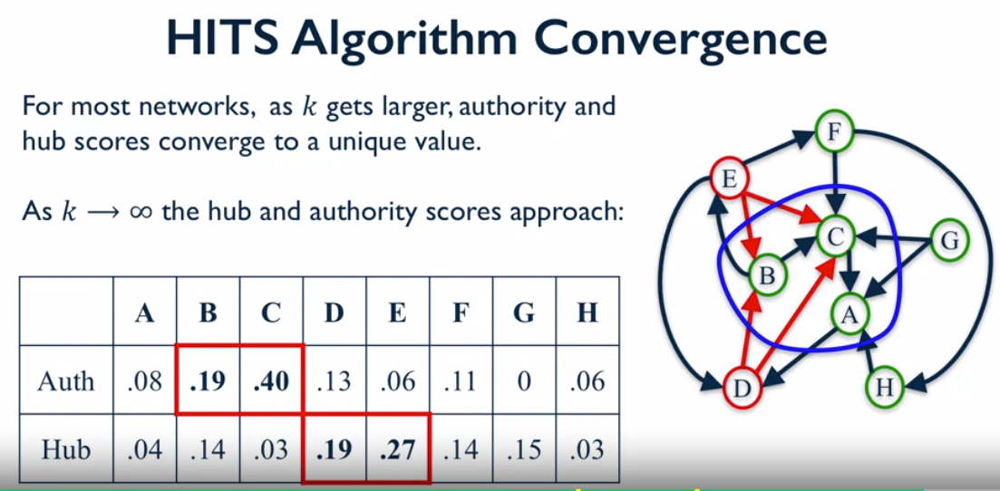 HITS Algorithm Convergence
For most networks, as k gets larger, authority and
hub scores converge to a unique value.
As k → ∞ the hub and authority scores approach:
A B C D E F G H
Auth .08 .19 .40 .13 .06 .11 0 .06
Hub .04 .14 .03 .19 .27 .14 .15 .03
F
E
C
G
B
A
D
H